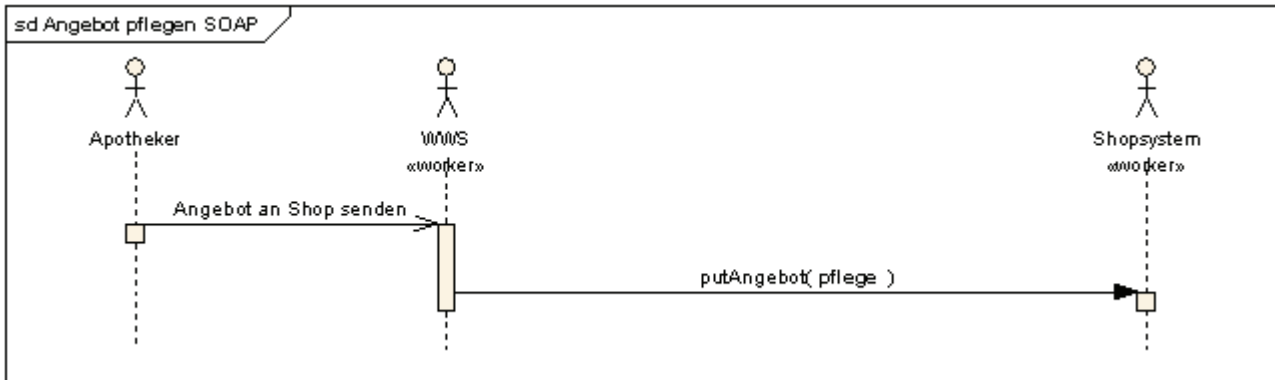 sd Angebot pflegen SOAP
Apotheker
WWS
«worker»
Shopsystem
«worker»
Angebot an Shop senden
putAngebot( pflege )